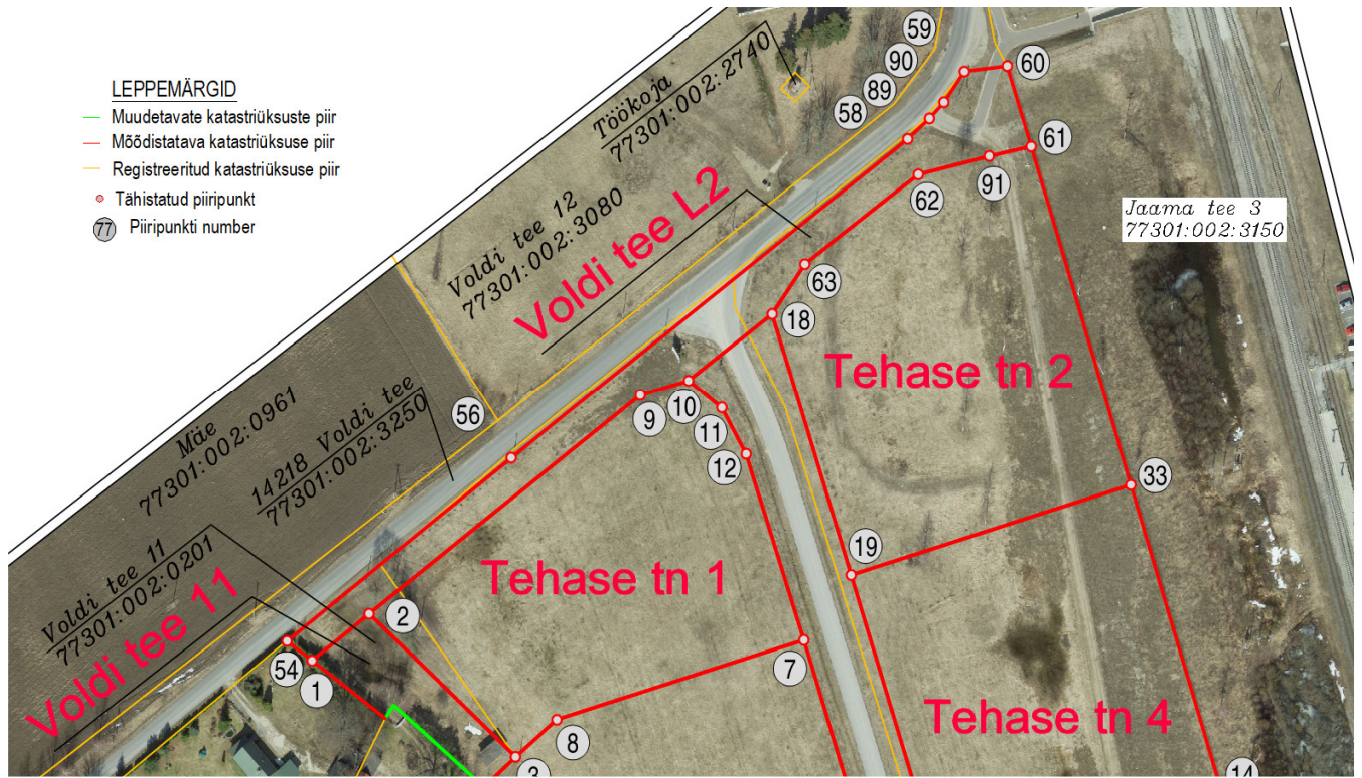 LEPPEMÄRGID
Muudetavate katastriüksuste piir
Mõõdistatava katastriüksuse piir
Registreeritud katastriüksuse piir
Tähistatud piiripunkt
77 Piiripunkti number
Töökoja
77301:002:2740
59
90
89
58
60
61
91
62
63
18
Jaama tee 3
77301:002:3150
Voldi tee 12
77301:002:3080
Voldi tee L2
Tehase tn 2
Mäe
77301:002:0961
14218 Voldi tee
77301:002:3250
56
9
10
11
12
33
19
Voldi tee 11
77301:002:0201
Voldi tee 11
Tehase tn 1
2
54
1
7
8
3
Tehase tn 4
14